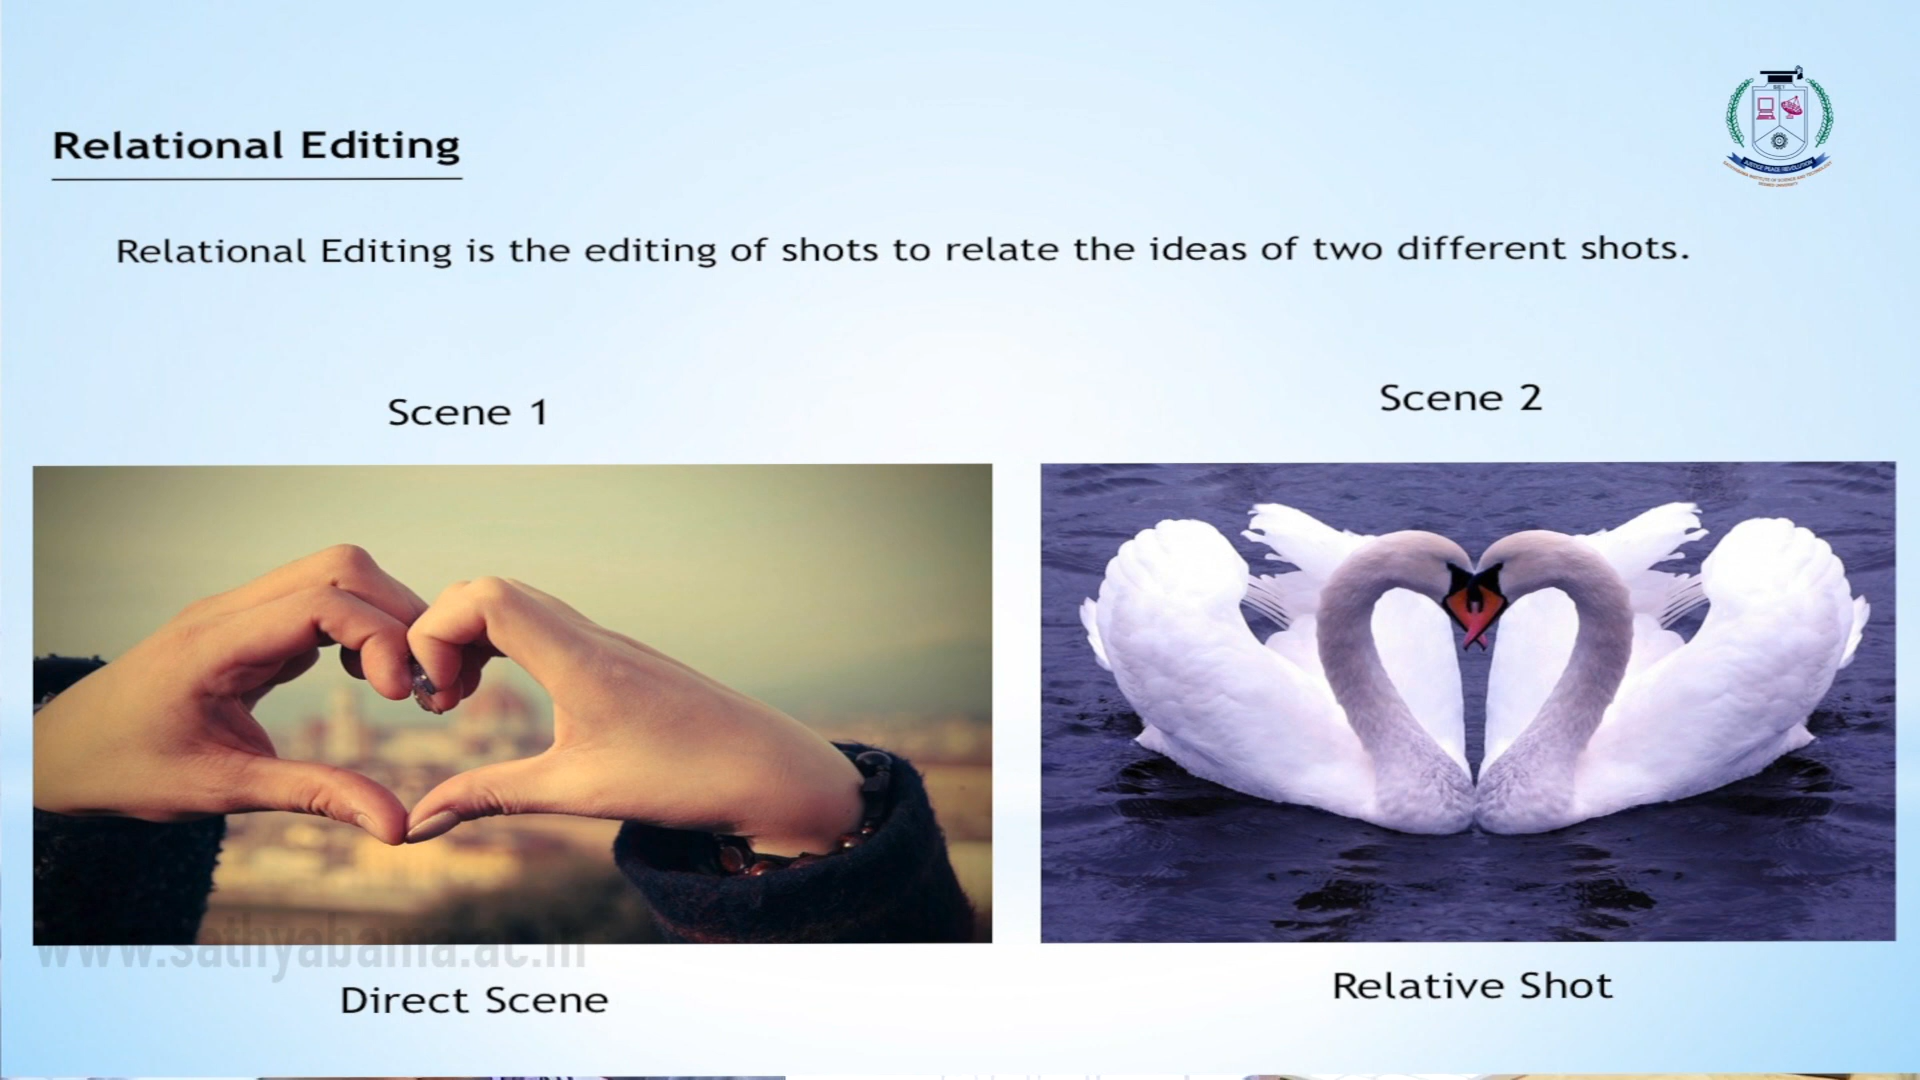 Relational Editing
Relational Editing is the editing of shots to relate the ideas of two different shots.
Scene 1
Scene 2
www.sathyabama.ac.in
Direct Scene
Relative Shot